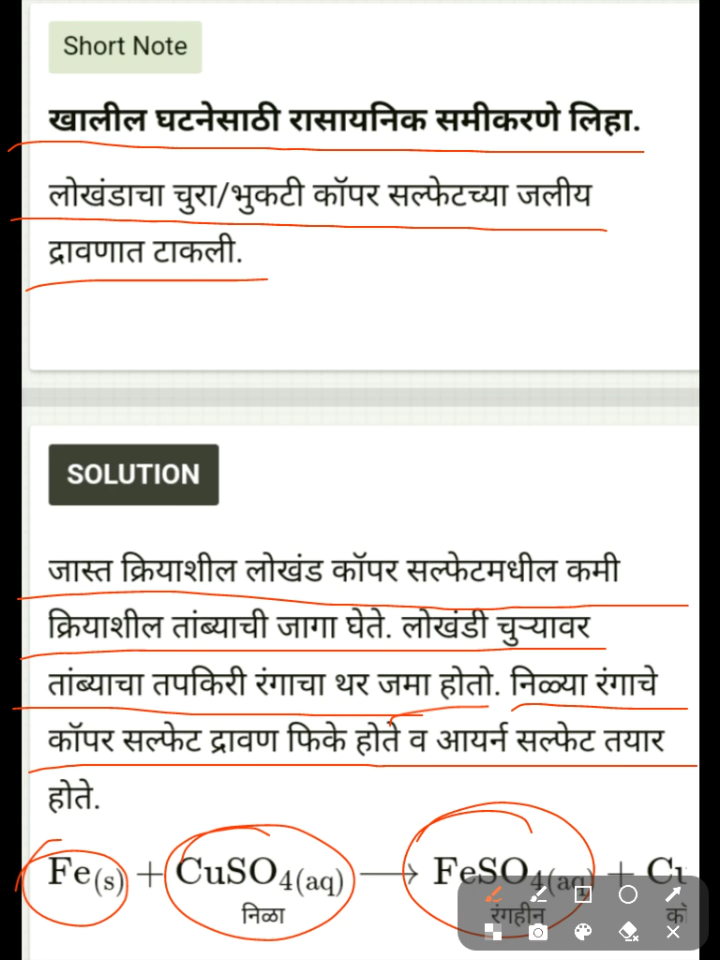 Short Note
खालील घटनेसाठी रासायनिक समीकरणे लिहा.
लोखंडाचा चुरा/भुकटी कॉपर सल्फेटच्या जलीय
द्रावणात टाकली.
SOLUTION
जास्त क्रियाशील लोखंड कॉपर सल्फेटमधील कमी
क्रियाशील तांब्याची जागा घेते. लोखंडी चुऱ्यावर
तांब्याचा तपकिरी रंगाचा थर जमा होतो. निळ्या रंगाचे
कॉपर सल्फेट द्रावण फिके होते व आयर्न सल्फेट तयार
होते.
Fe(s) + CuSO4(aq) ⟶ FeSO4(aq) +
निळा रंगहीन